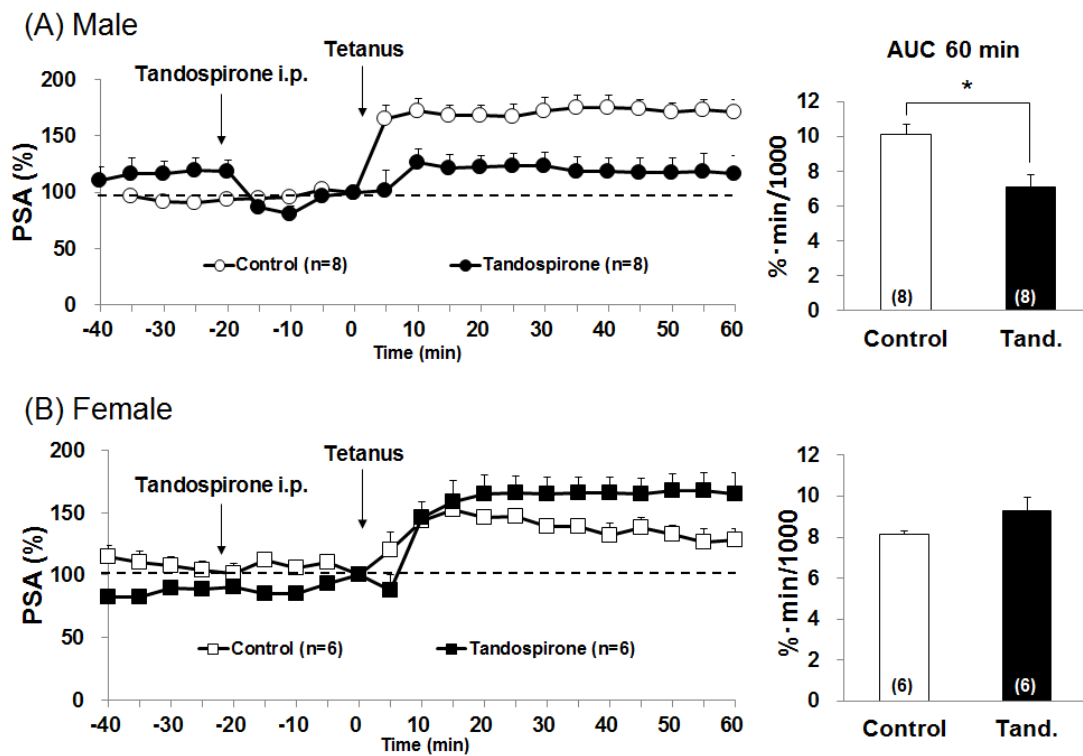 (A) Male
Tetanus
Tandospirone i.p.
PSA (%)
200
150
100
50
0
Control (n=8)
Tandospirone (n=8)
-40 -30 -20 -10 0 10 20 30 40 50 60
Time (min)
AUC 60 min
*
%·min/1000
12
10
8
6
4
2
0
(8) (8)
Control Tand.
(B) Female
Tetanus
Tandospirone i.p.
PSA (%)
200
150
100
50
0
Control (n=6)
Tandospirone (n=6)
-40 -30 -20 -10 0 10 20 30 40 50 60
Time (min)
%·min/1000
12
10
8
6
4
2
0
(6) (6)
Control Tand.